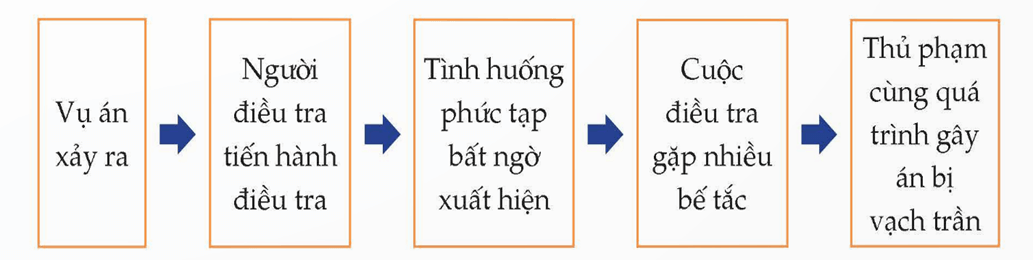 Vụ án
xảy ra
Người
điều tra
tiến hành
điều tra
Tình huống
phức tạp
bất ngờ
xuất hiện
Cuộc
điều tra
gặp nhiều
bế tắc
Thủ phạm
cùng quá
trình gây
án bị
vạch trần